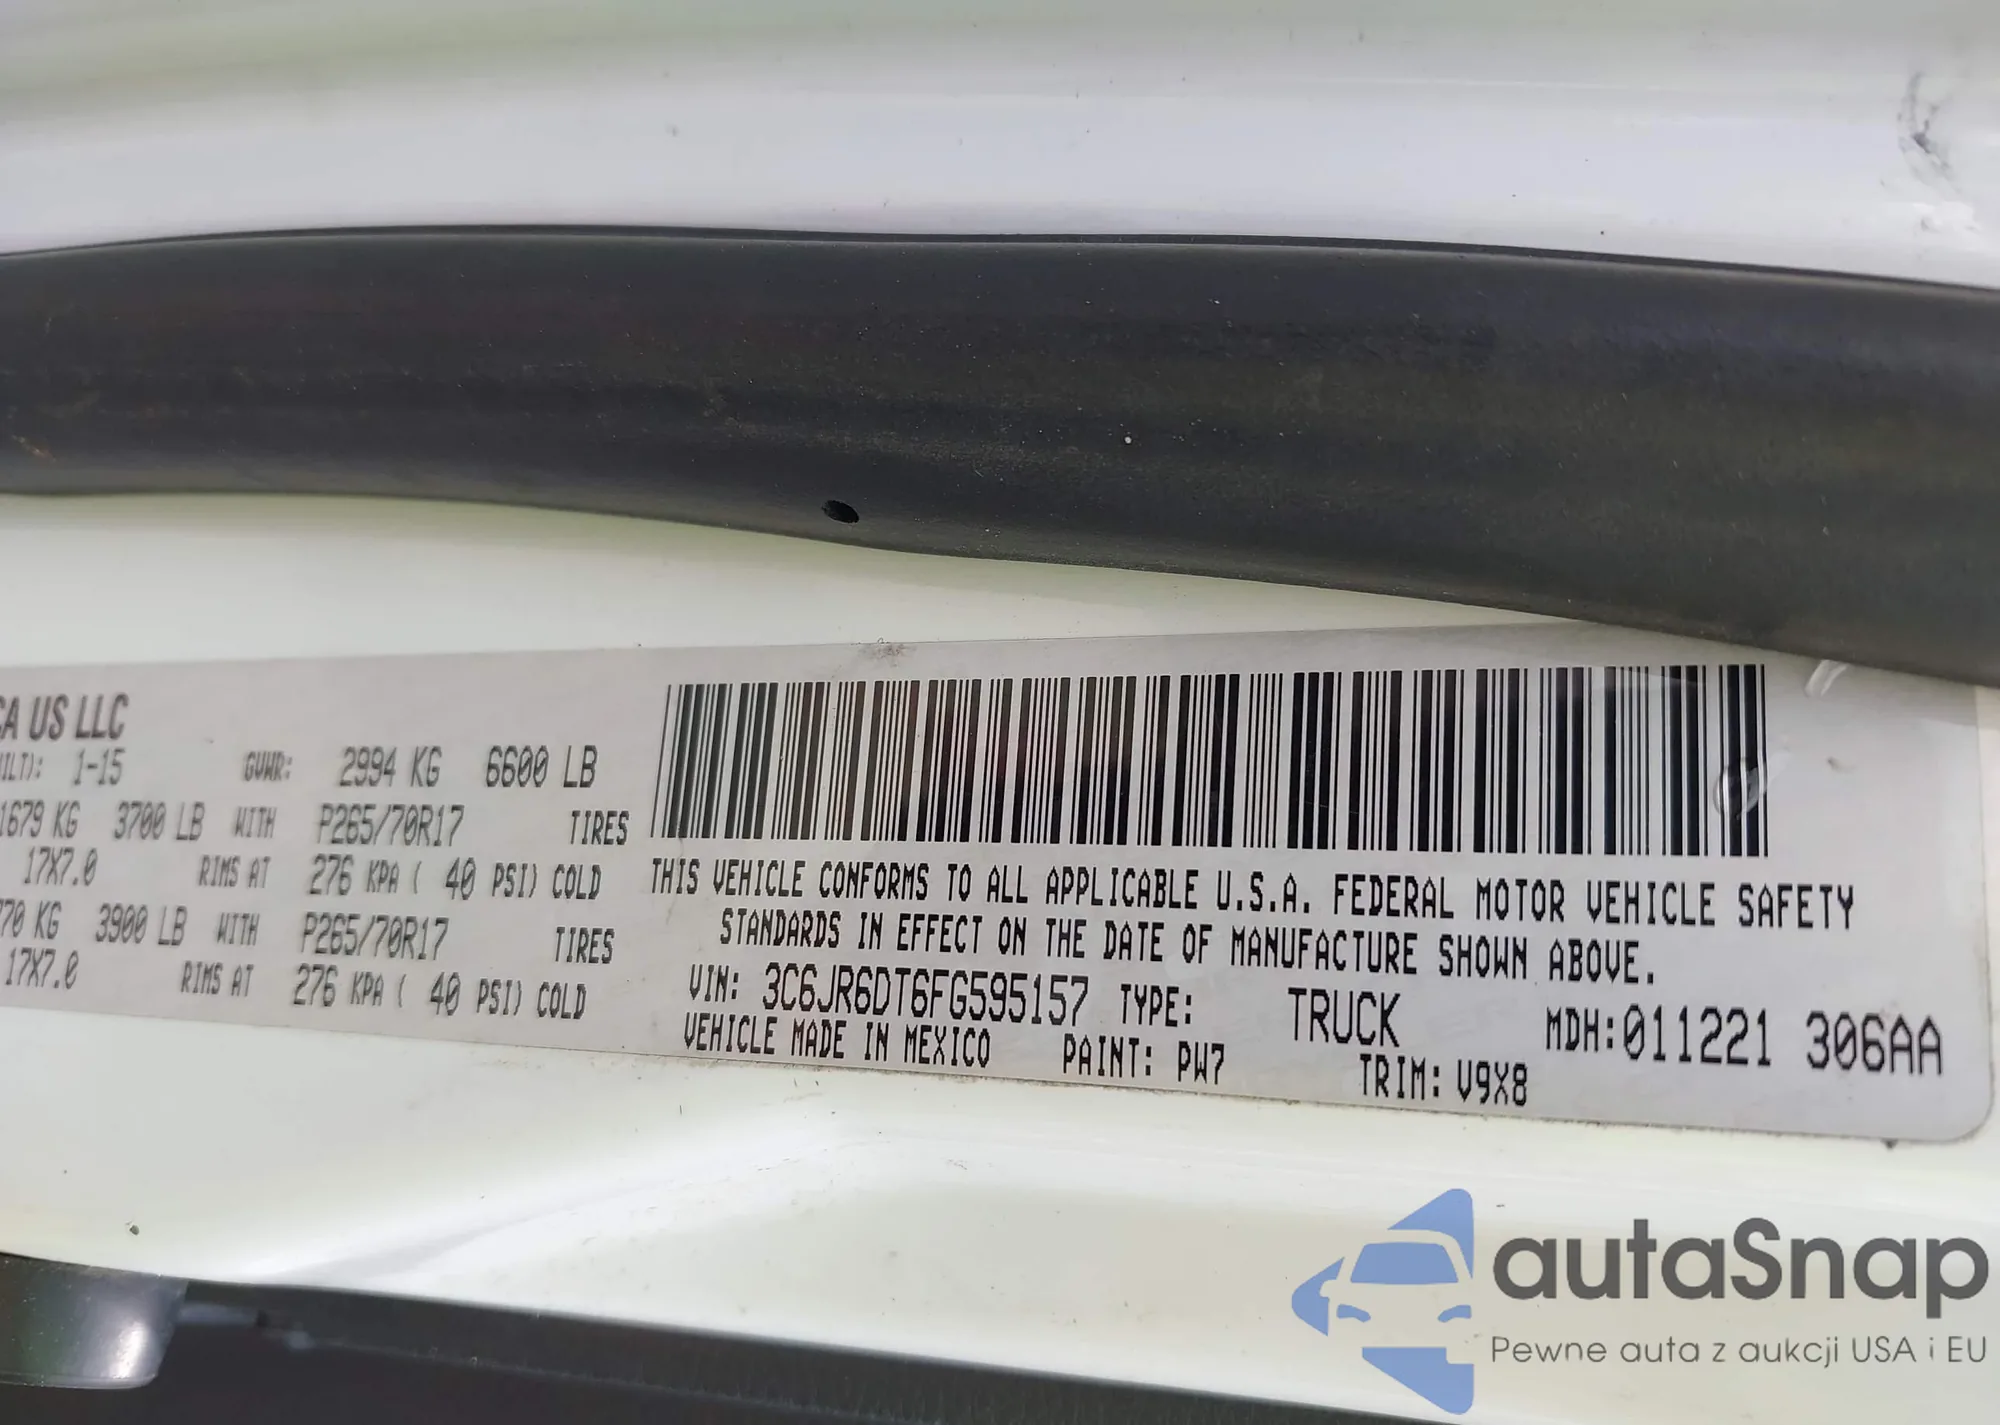 CA US LLC
ILT): 1-15 GVWR: 2994 KG 6600 LB
1679 KG 3700 LB WITH P265/70R17 TIRES
17X7.0 RIMS AT 276 KPA ( 40 PSI) COLD
770 KG 3900 LB WITH P265/70R17 TIRES
17X7.0 RIMS AT 276 KPA ( 40 PSI) COLD
THIS VEHICLE CONFORMS TO ALL APPLICABLE U.S.A. FEDERAL MOTOR VEHICLE SAFETY
STANDARDS IN EFFECT ON THE DATE OF MANUFACTURE SHOWN ABOVE.
VIN: 3C6JR6DT6FG595157 TYPE: TRUCK MDH:011221 306AA
VEHICLE MADE IN MEXICO PAINT: PW7 TRIM: V9X8
autaSnap
Pewne auta z aukcji USA i EU